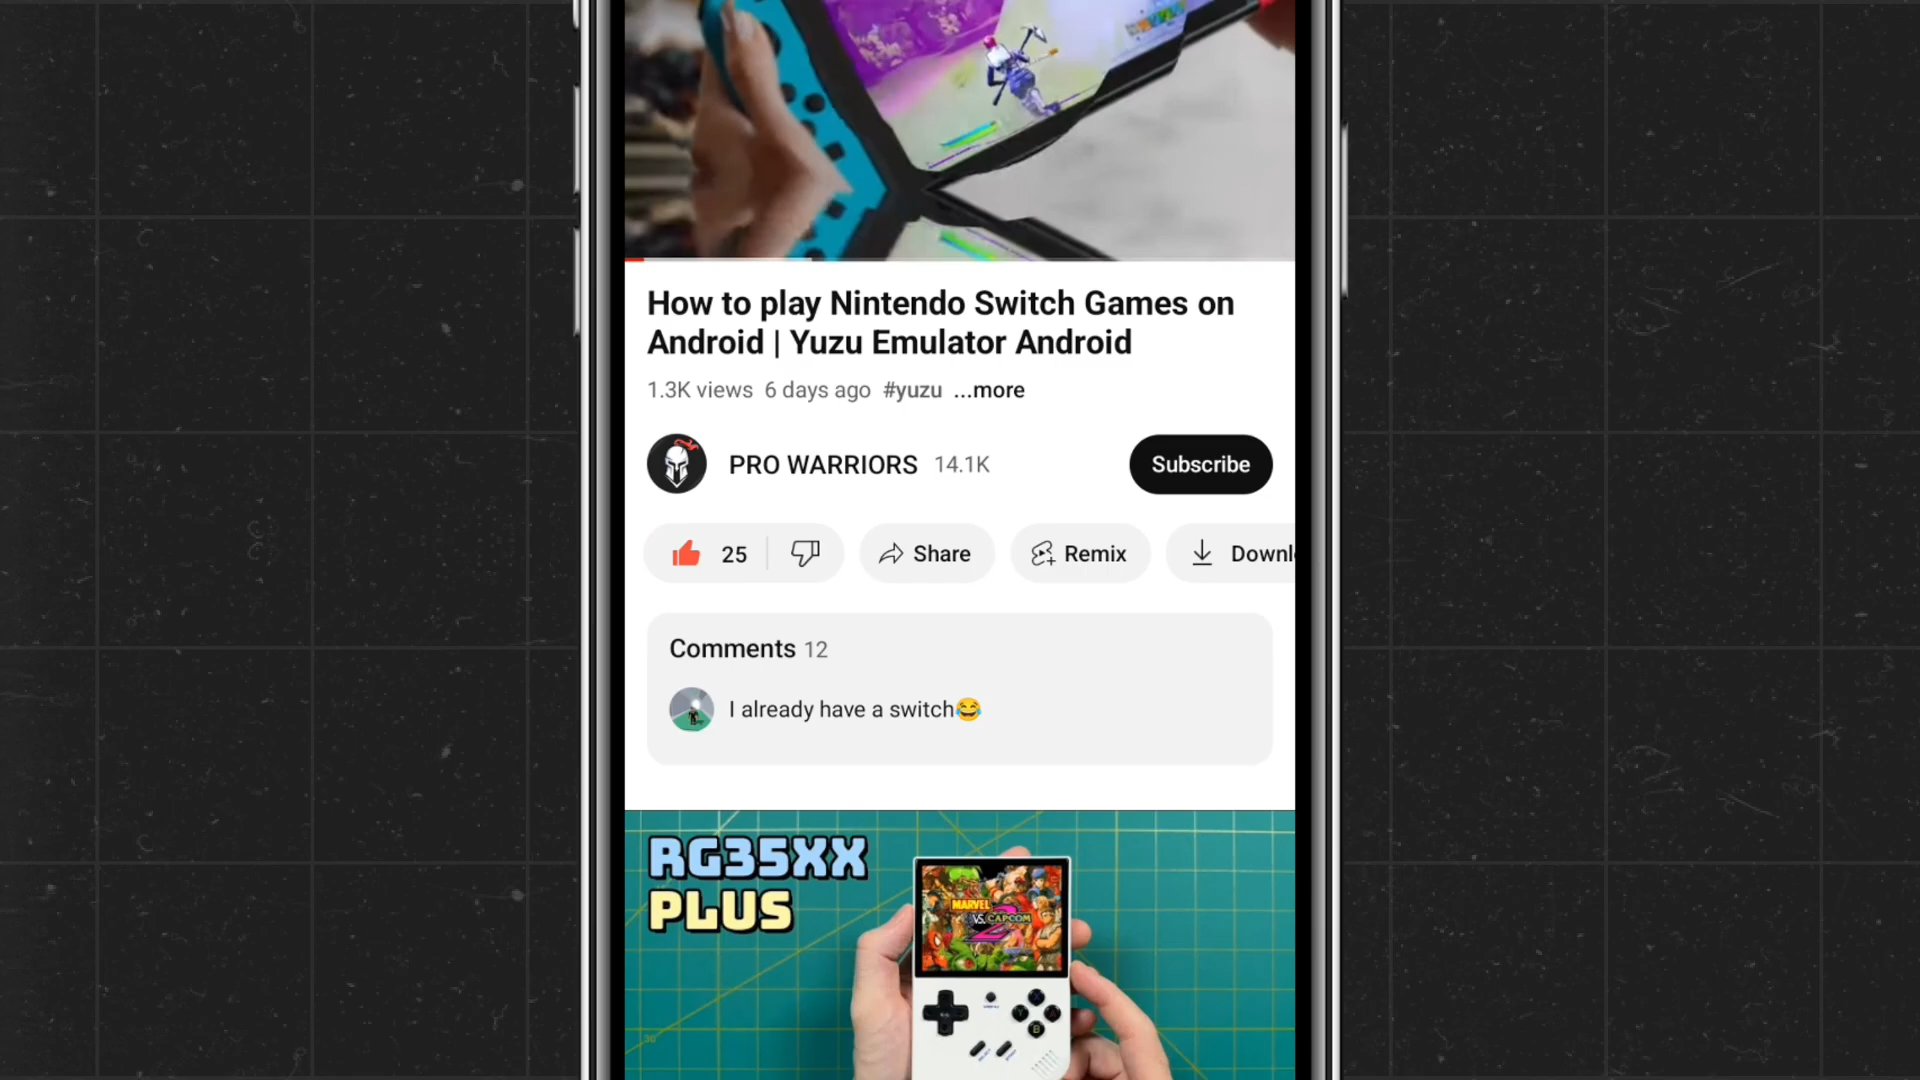 How to play Nintendo Switch Games on
Android | Yuzu Emulator Android
1.3K views 6 days ago #yuzu ...more
PRO WARRIORS 14.1K
Subscribe
25
Share
Remix
Downl
Comments 12
I already have a switch😂
RG35XX
PLUS
MARVEL
VS. CAPCOM
2